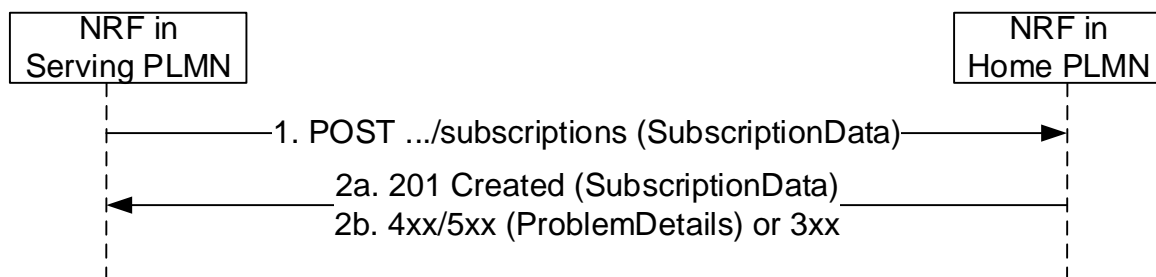 NRF in
Serving PLMN
NRF in
Home PLMN
1. POST .../subscriptions (SubscriptionData)
2a. 201 Created (SubscriptionData)
2b. 4xx/5xx (ProblemDetails) or 3xx